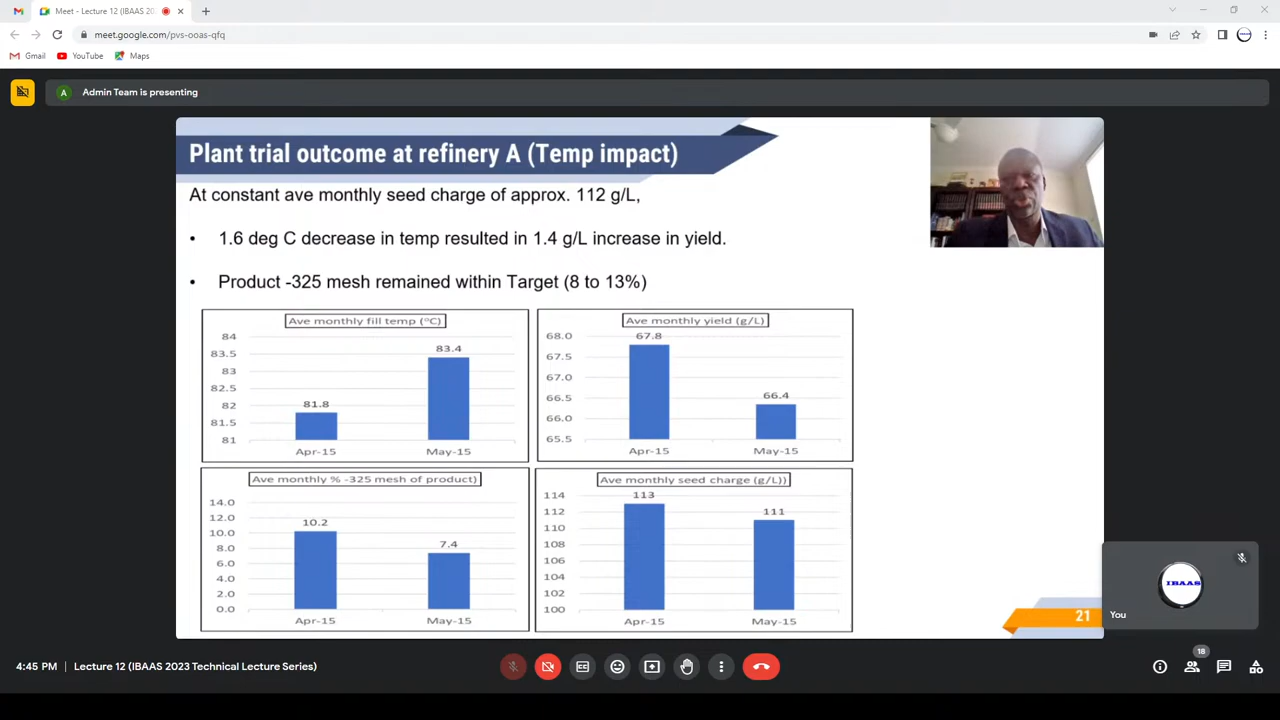 Meet - Lecture 12 (IBAAS 20
meet.google.com/pvs-ooas-qfq
Gmail YouTube Maps
A Admin Team is presenting
Plant trial outcome at refinery A (Temp impact)
At constant ave monthly seed charge of approx. 112 g/L,
• 1.6 deg C decrease in temp resulted in 1.4 g/L increase in yield.
• Product -325 mesh remained within Target (8 to 13%)
Ave monthly fill temp (°C)
84
83.5
83
82.5
82
81.5
81
81.8
83.4
Apr-15 May-15
Ave monthly yield (g/L)
68.0
67.5
67.0
66.5
66.0
65.5
67.8
66.4
Apr-15 May-15
Ave monthly % -325 mesh of product)
14.0
12.0
10.0
8.0
6.0
4.0
2.0
0.0
10.2
7.4
Apr-15 May-15
Ave monthly seed charge (g/L))
114
112
110
108
106
104
102
100
113
111
Apr-15 May-15
21
IBAAS
You
4:45 PM | Lecture 12 (IBAAS 2023 Technical Lecture Series)
18